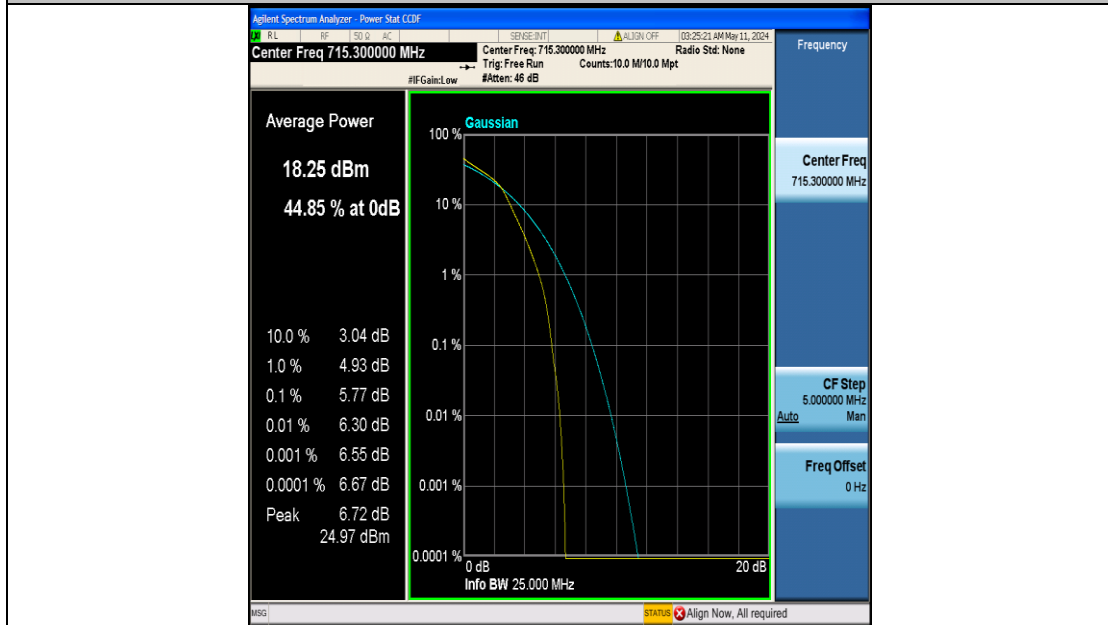 Agilent Spectrum Analyzer - Power Stat CCDF
RL RF 50 Ω AC SENSE:INT ALIGN OFF 03:25:21 AM May 11, 2024
Center Freq 715.300000 MHz
Center Freq: 715.300000 MHz Radio Std: None
Trig: Free Run Counts:10.0 M/10.0 Mpt
#IFGain:Low #Atten: 46 dB
Frequency
Average Power
18.25 dBm
44.85 % at 0dB
10.0 % 3.04 dB
1.0 % 4.93 dB
0.1 % 5.77 dB
0.01 % 6.30 dB
0.001 % 6.55 dB
0.0001 % 6.67 dB
Peak 6.72 dB
24.97 dBm
Gaussian
100 %
10 %
1 %
0.1 %
0.01 %
0.001 %
0.0001 %
0 dB 20 dB
Info BW 25.000 MHz
Center Freq
715.300000 MHz
CF Step
5.000000 MHz
Auto Man
Freq Offset
0 Hz
MSG STATUS Align Now, All required